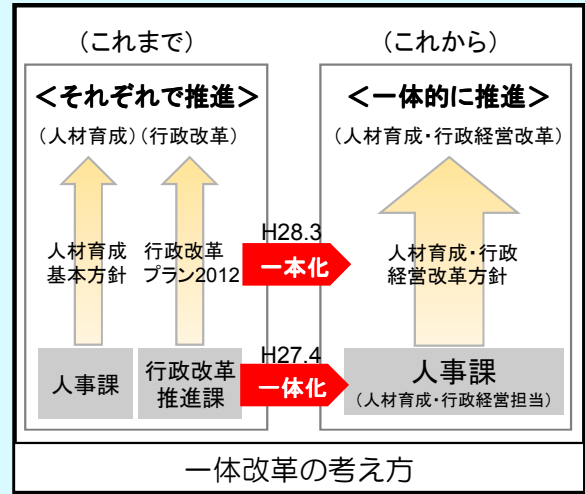 （これまで）
＜それぞれで推進＞
（人材育成）（行政改革）
人材育成
基本方針
行政改革
プラン2012
人事課
行政改革
推進課
H28.3
一本化
H27.4
一体化
（これから）
＜一体的に推進＞
（人材育成・行政経営改革）
人材育成・行政
経営改革方針
人事課
（人材育成・行政経営担当）
一体改革の考え方